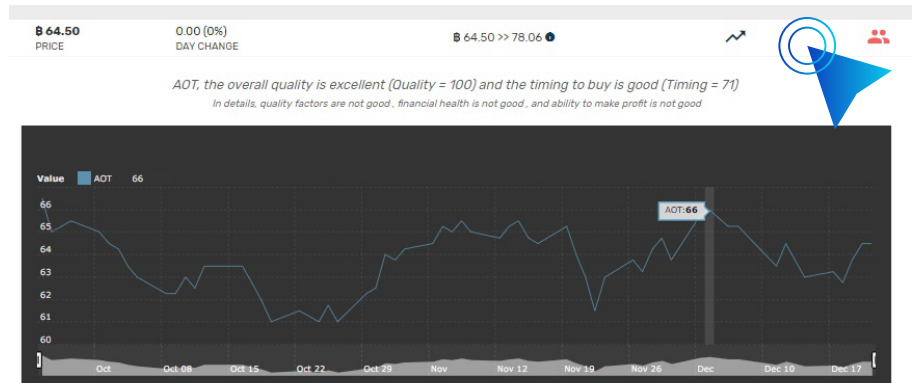 ฿ 64.50 0.00 (0%) ฿ 64.50 >> 78.06
PRICE DAY CHANGE
AOT, the overall quality is excellent (Quality = 100) and the timing to buy is good (Timing = 71)
In details, quality factors are not good , financial health is not good , and ability to make profit is not good
Value AOT 66
66
AOT:66
65
64
63
62
61
60
Oct Oct 08 Oct 15 Oct 22 Oct 29 Nov Nov 12 Nov 19 Nov 26 Dec Dec 10 Dec 17